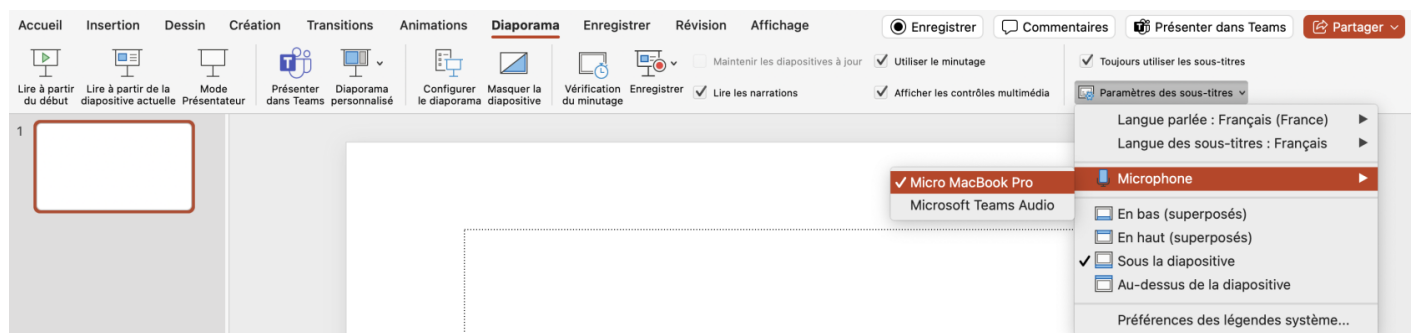 Accueil Insertion Dessin Création Transitions Animations Diaporama Enregistrer Révision Affichage Enregistrer Commentaires Présenter dans Teams Partager
Lire à partir du début
Lire à partir de la diapositive actuelle
Mode Présentateur
Présenter dans Teams
Diaporama personnalisé
Configurer le diaporama
Masquer la diapositive
Vérification du minutage
Enregistrer
Maintenir les diapositives à jour
Lire les narrations
Utiliser le minutage
Afficher les contrôles multimédia
Toujours utiliser les sous-titres
Paramètres des sous-titres
1
Langue parlée : Français (France)
Langue des sous-titres : Français
Microphone
Micro MacBook Pro
Microsoft Teams Audio
En bas (superposés)
En haut (superposés)
Sous la diapositive
Au-dessus de la diapositive
Préférences des légendes système...